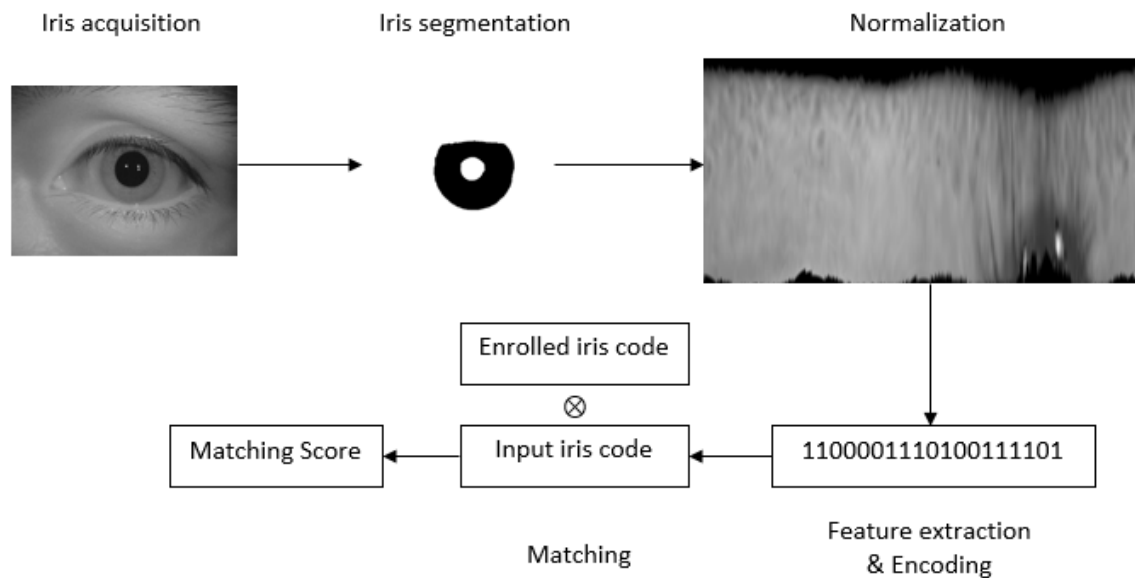 Iris acquisition
Iris segmentation
Normalization
Enrolled iris code
⊗
Matching Score
Input iris code
1100001110100111101
Matching
Feature extraction
& Encoding